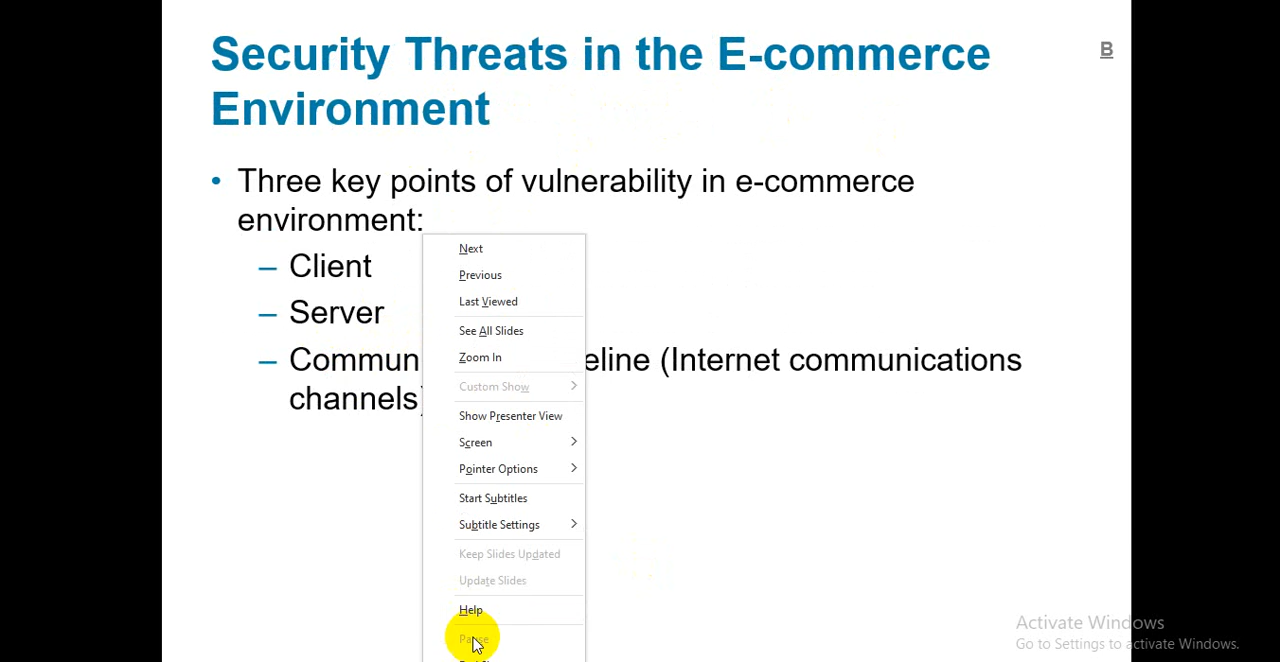 Security Threats in the E-commerce
Environment
B
• Three key points of vulnerability in e-commerce
environment:
– Client
– Server
– Commun eline (Internet communications
channels)
Next
Previous
Last Viewed
See All Slides
Zoom In
Custom Show
Show Presenter View
Screen
Pointer Options
Start Subtitles
Subtitle Settings
Keep Slides Updated
Update Slides
Help
Pause
Activate Windows
Go to Settings to activate Windows.